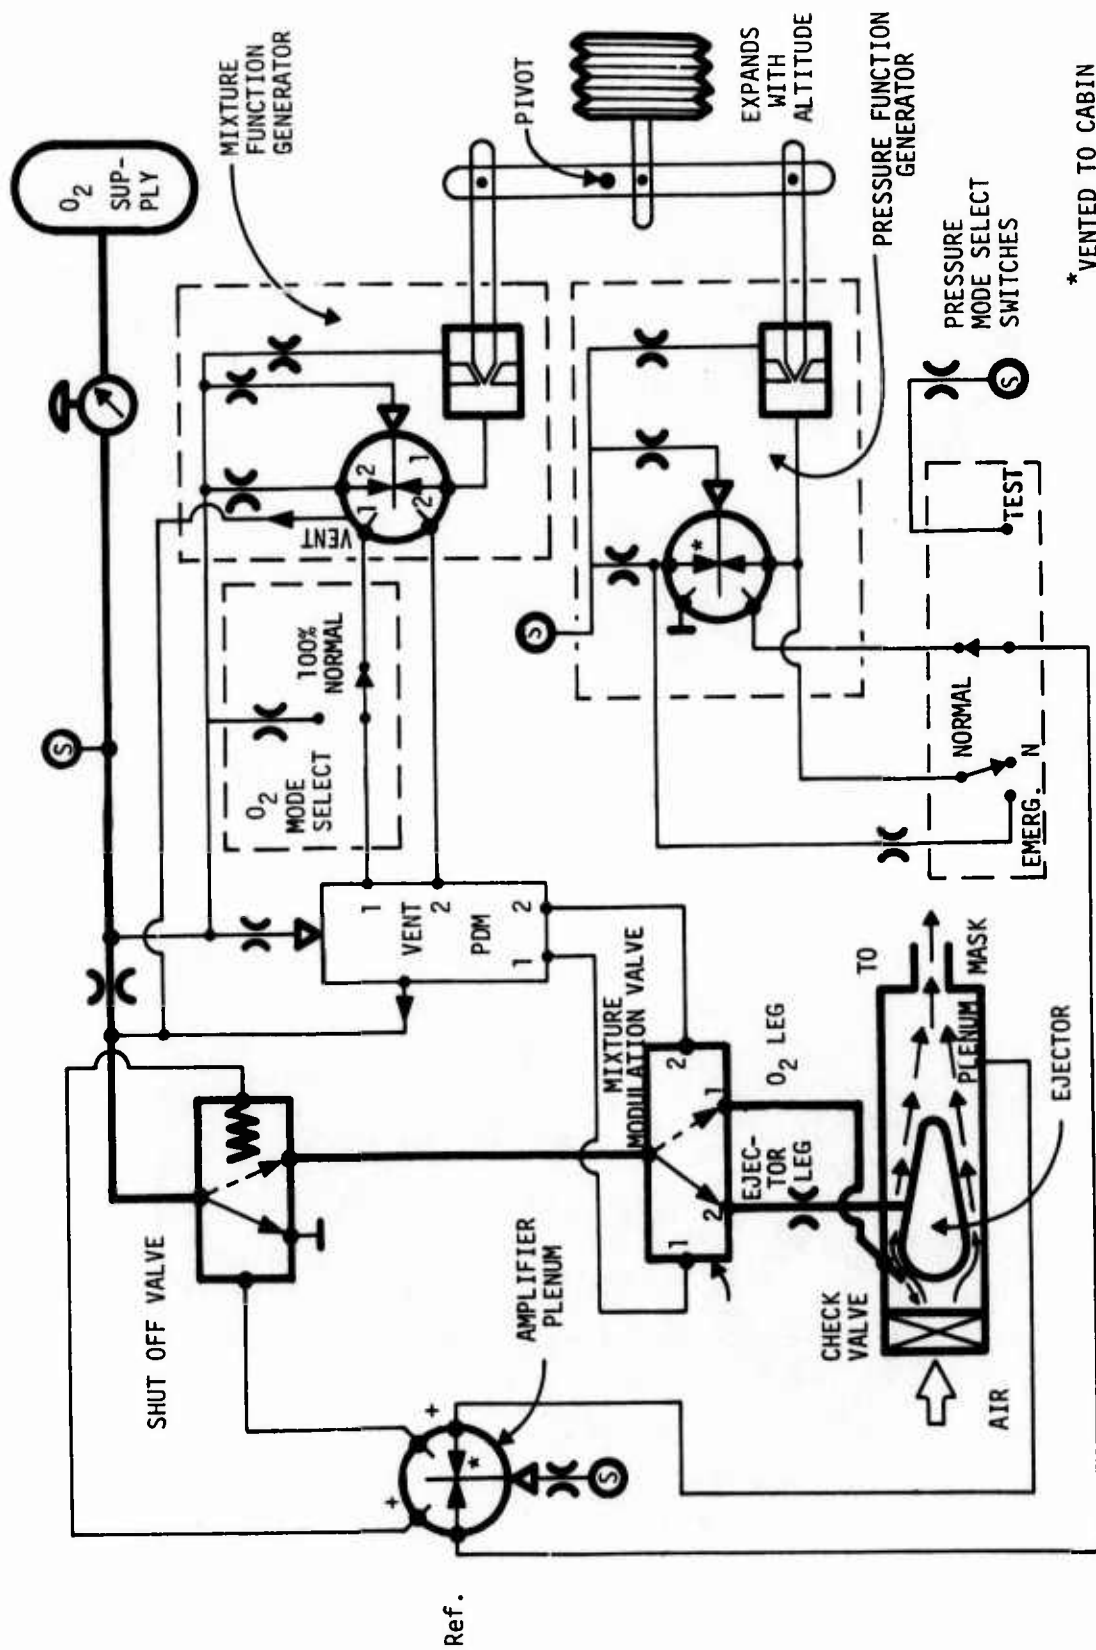 O2
SUP-
PLY
MIXTURE
FUNCTION
GENERATOR
PIVOT
EXPANDS
WITH
ALTITUDE
PRESSURE FUNCTION
GENERATOR
PRESSURE
MODE SELECT
SWITCHES
*VENTED TO CABIN
S
VENT
1
2
2
1
O2
MODE
SELECT
100%
NORMAL
S
*
S
TEST
NORMAL
N
EMERG.
1
VENT
2
PDM
1
2
SHUT OFF VALVE
MIXTURE
MODULATION VALVE
1
2
2
1
O2 LEG
EJEC-
TOR
LEG
TO
MASK
PLENUM
EJECTOR
CHECK
VALVE
AIR
AMPLIFIER
PLENUM
+
+
*
S
Ref.